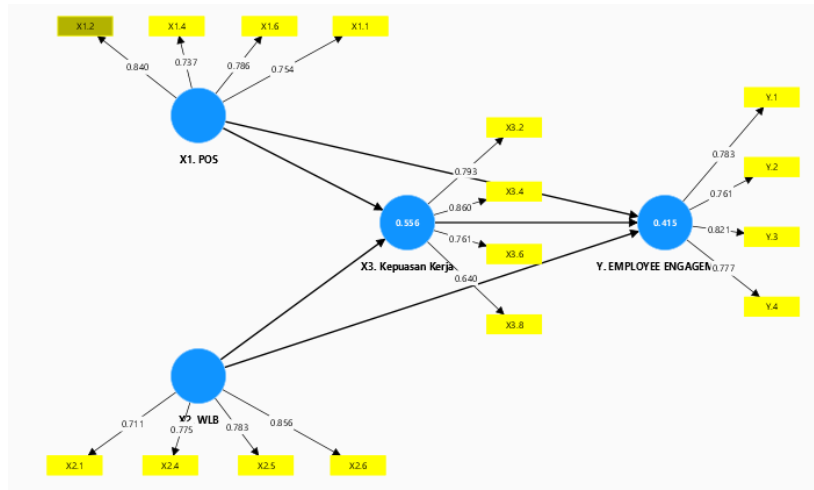 X1.2
X1.4
X1.6
X1.1
0.840
0.737
0.786
0.754
X1. POS
X3.2
X3.4
X3.6
X3.8
0.793
0.860
0.761
0.640
0.556
X3. Kepuasan Kerja
Y.1
Y.2
Y.3
Y.4
0.783
0.761
0.821
0.777
0.415
Y. EMPLOYEE ENGAGEM
X2. WLB
0.711
0.775
0.783
0.856
X2.1
X2.4
X2.5
X2.6